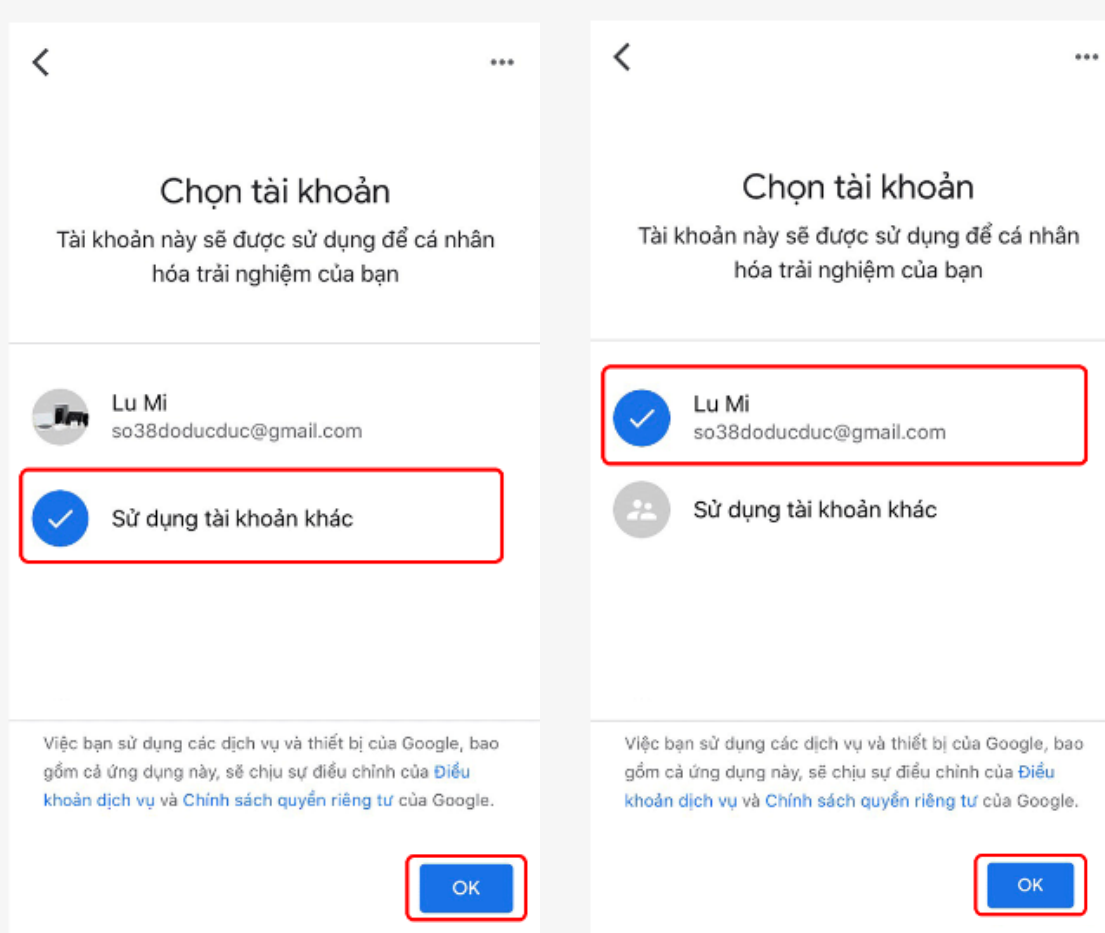 Chọn tài khoản
Tài khoản này sẽ được sử dụng để cá nhân
hóa trải nghiệm của bạn
Lu Mi
so38doducduc@gmail.com
Sử dụng tài khoản khác
Việc bạn sử dụng các dịch vụ và thiết bị của Google, bao
gồm cả ứng dụng này, sẽ chịu sự điều chỉnh của Điều
khoản dịch vụ và Chính sách quyền riêng tư của Google.
OK
Chọn tài khoản
Tài khoản này sẽ được sử dụng để cá nhân
hóa trải nghiệm của bạn
Lu Mi
so38doducduc@gmail.com
Sử dụng tài khoản khác
Việc bạn sử dụng các dịch vụ và thiết bị của Google, bao
gồm cả ứng dụng này, sẽ chịu sự điều chỉnh của Điều
khoản dịch vụ và Chính sách quyền riêng tư của Google.
OK